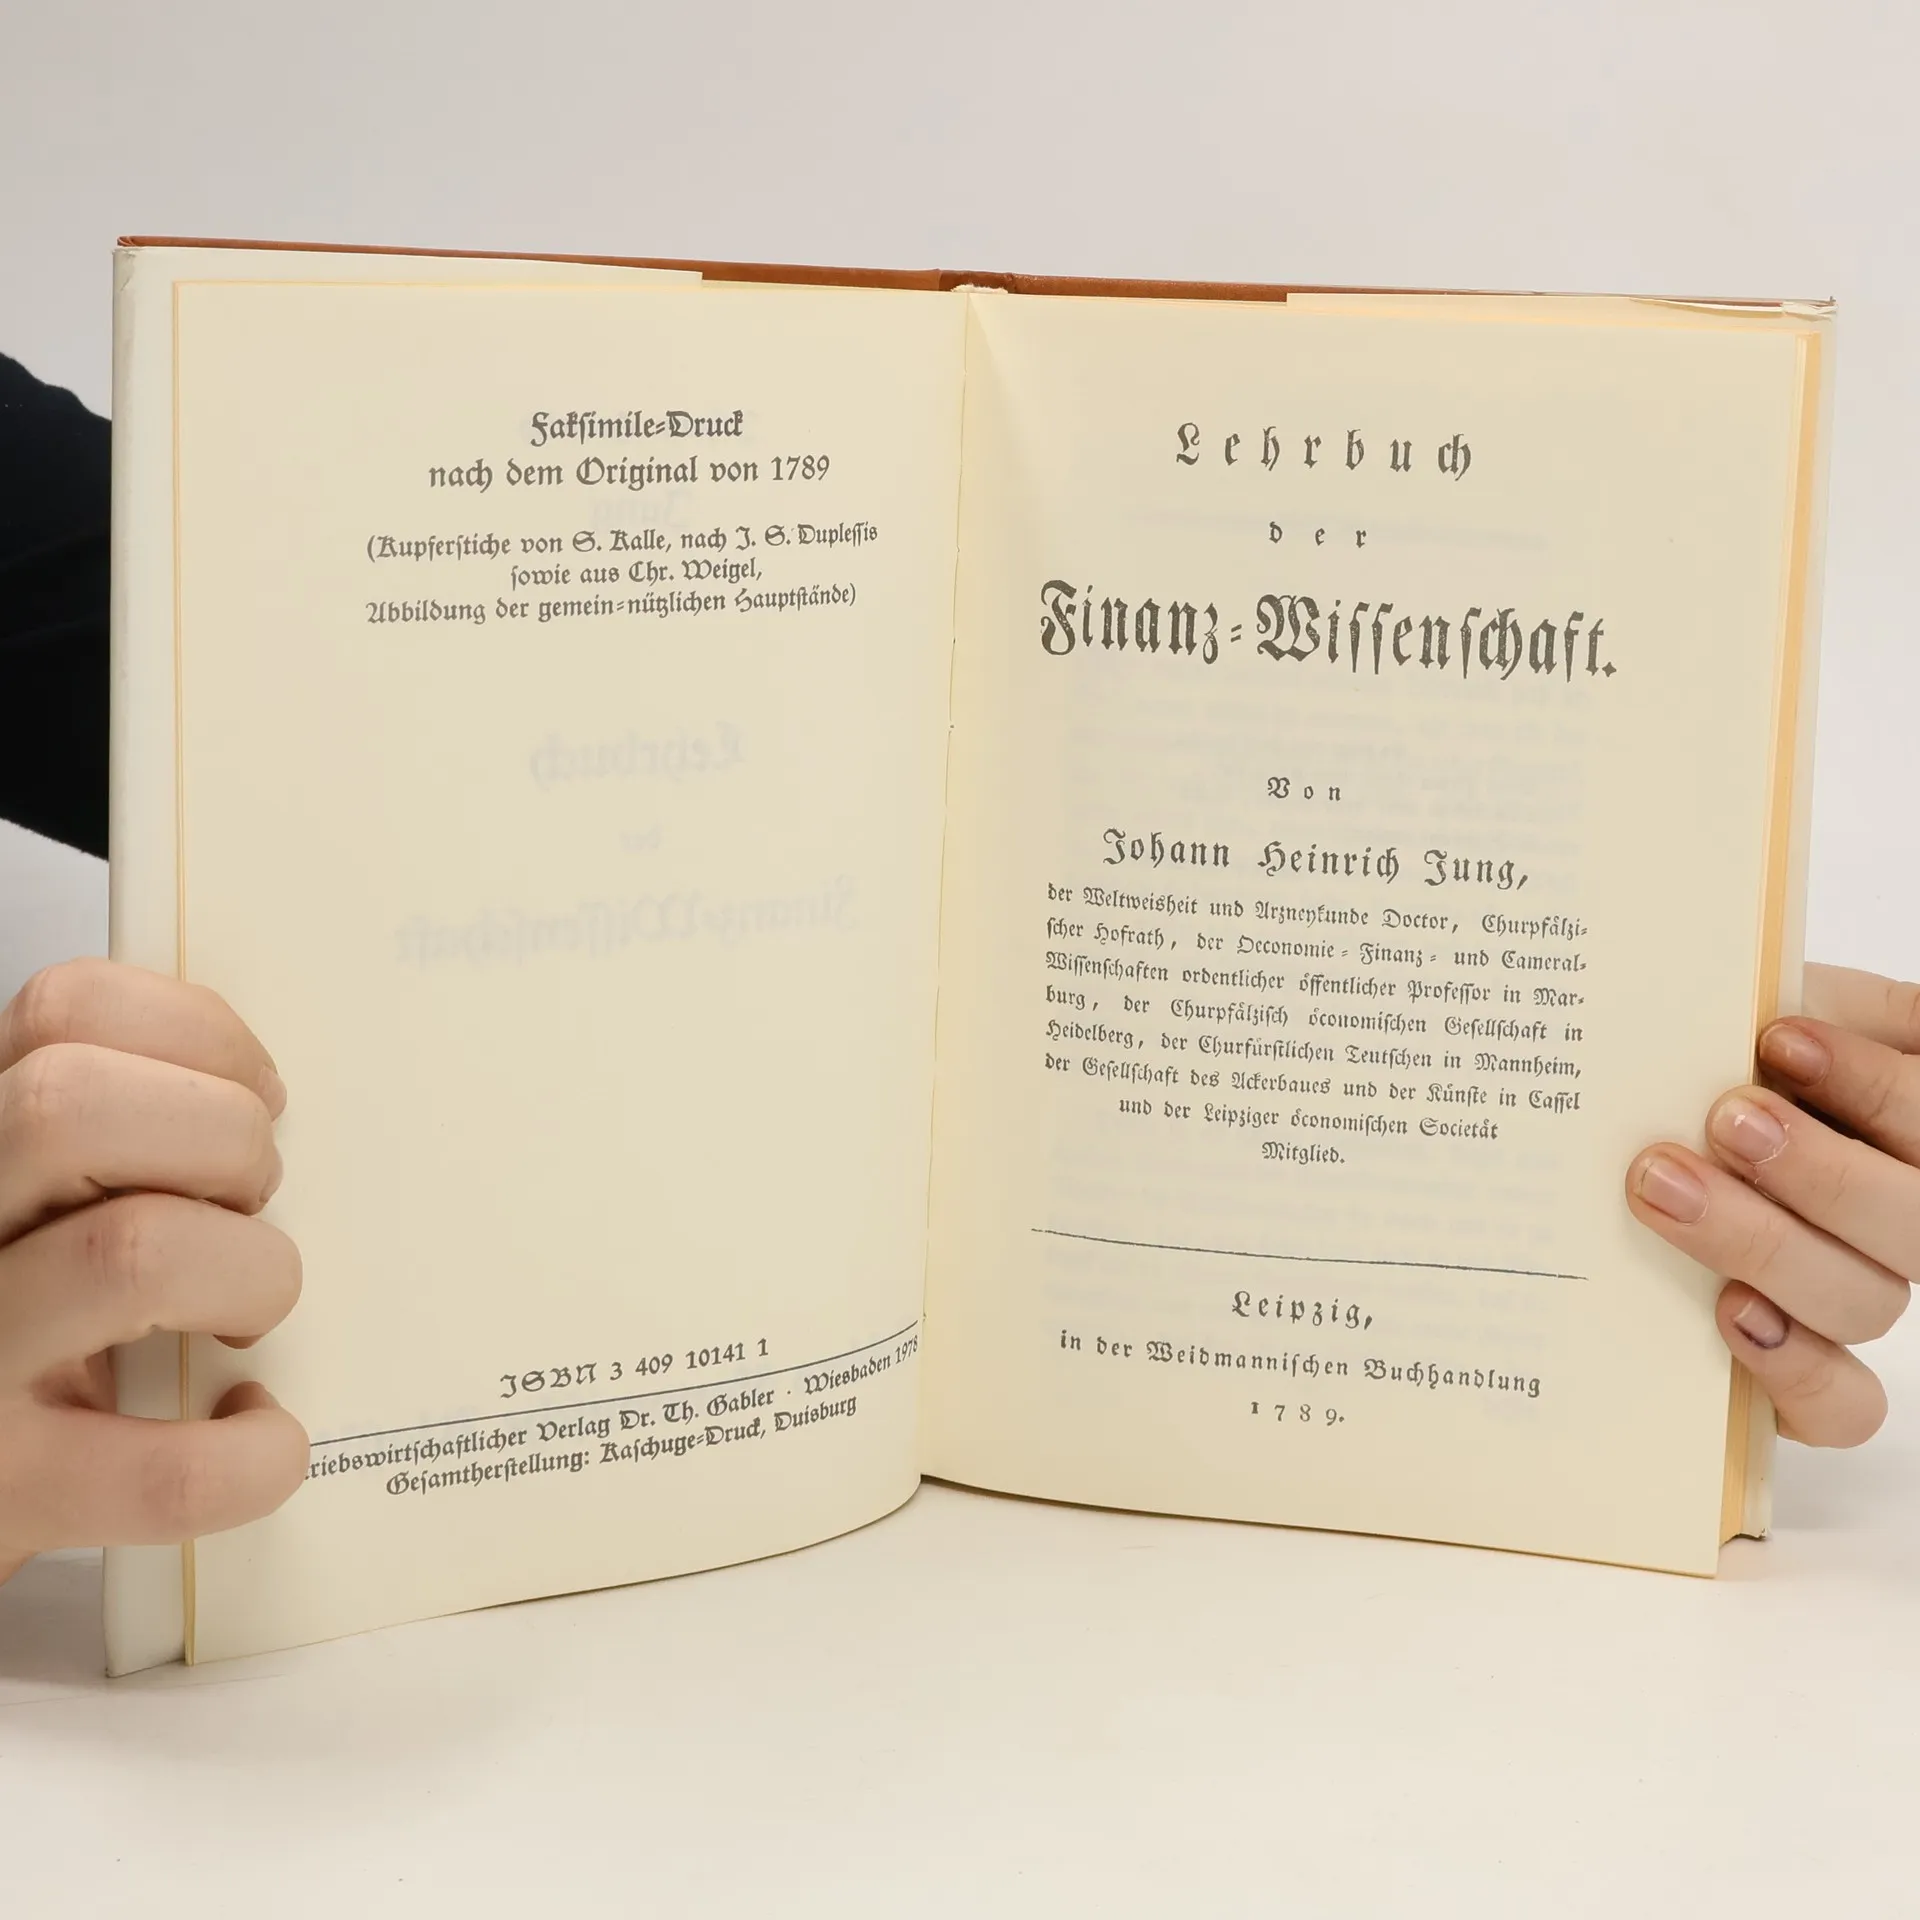 Faksimile-Druck
nach dem Original von 1789
(Kupferstiche von S. Kalle, nach J. S. Duplessis
sowie aus Chr. Weigel,
Abbildung der gemein-nützlichen Hauptstände)
ISBN 3 409 10141 1
Verlag Dr. Th. Gabler · Wiesbaden 1978
Gesamtherstellung: Kaschuge-Druck, Duisburg
Lehrbuch
der
Finanz-Wissenschaft.
Von
Johann Heinrich Jung,
der Weltweisheit und Arzneykunde Doctor, Churpfälzi-
scher Hofrath, der Oeconomie-Finanz- und Cameral-
Wissenschaften ordentlicher öffentlicher Professor in Mar-
burg, der Churpfälzisch öconomischen Gesellschaft in
Heidelberg, der Churfürstlichen Teutschen in Mannheim,
der Gesellschaft des Ackerbaues und der Künste in Cassel
und der Leipziger öconomischen Societät
Mitglied.
Leipzig,
in der Weidmannischen Buchhandlung
1789.